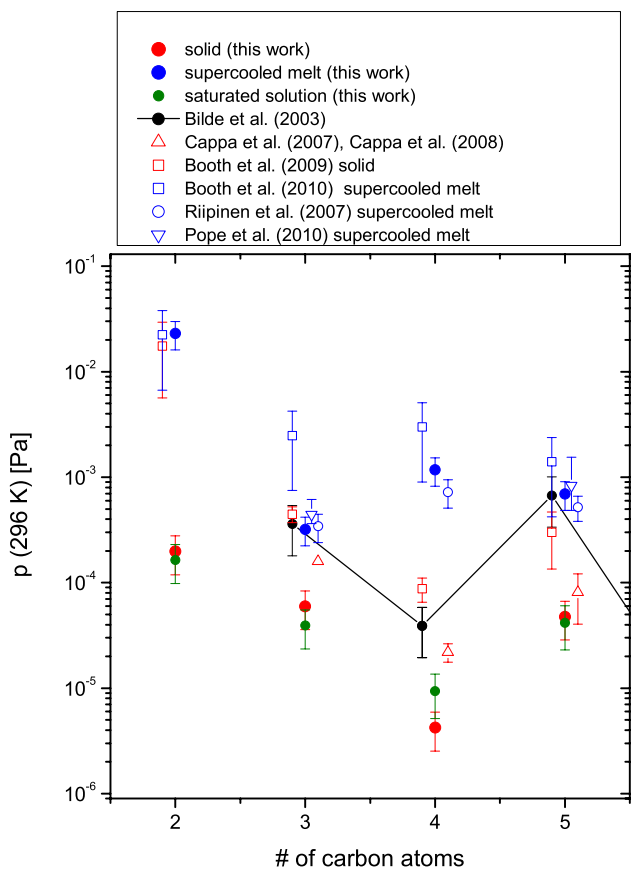 solid (this work)
supercooled melt (this work)
saturated solution (this work)
Bilde et al. (2003)
Cappa et al. (2007), Cappa et al. (2008)
Booth et al. (2009) solid
Booth et al. (2010)  supercooled melt
Riipinen et al. (2007) supercooled melt
Pope et al. (2010) supercooled melt
10⁻¹
10⁻²
10⁻³
10⁻⁴
10⁻⁵
10⁻⁶
p (296 K) [Pa]
2 3 4 5
# of carbon atoms